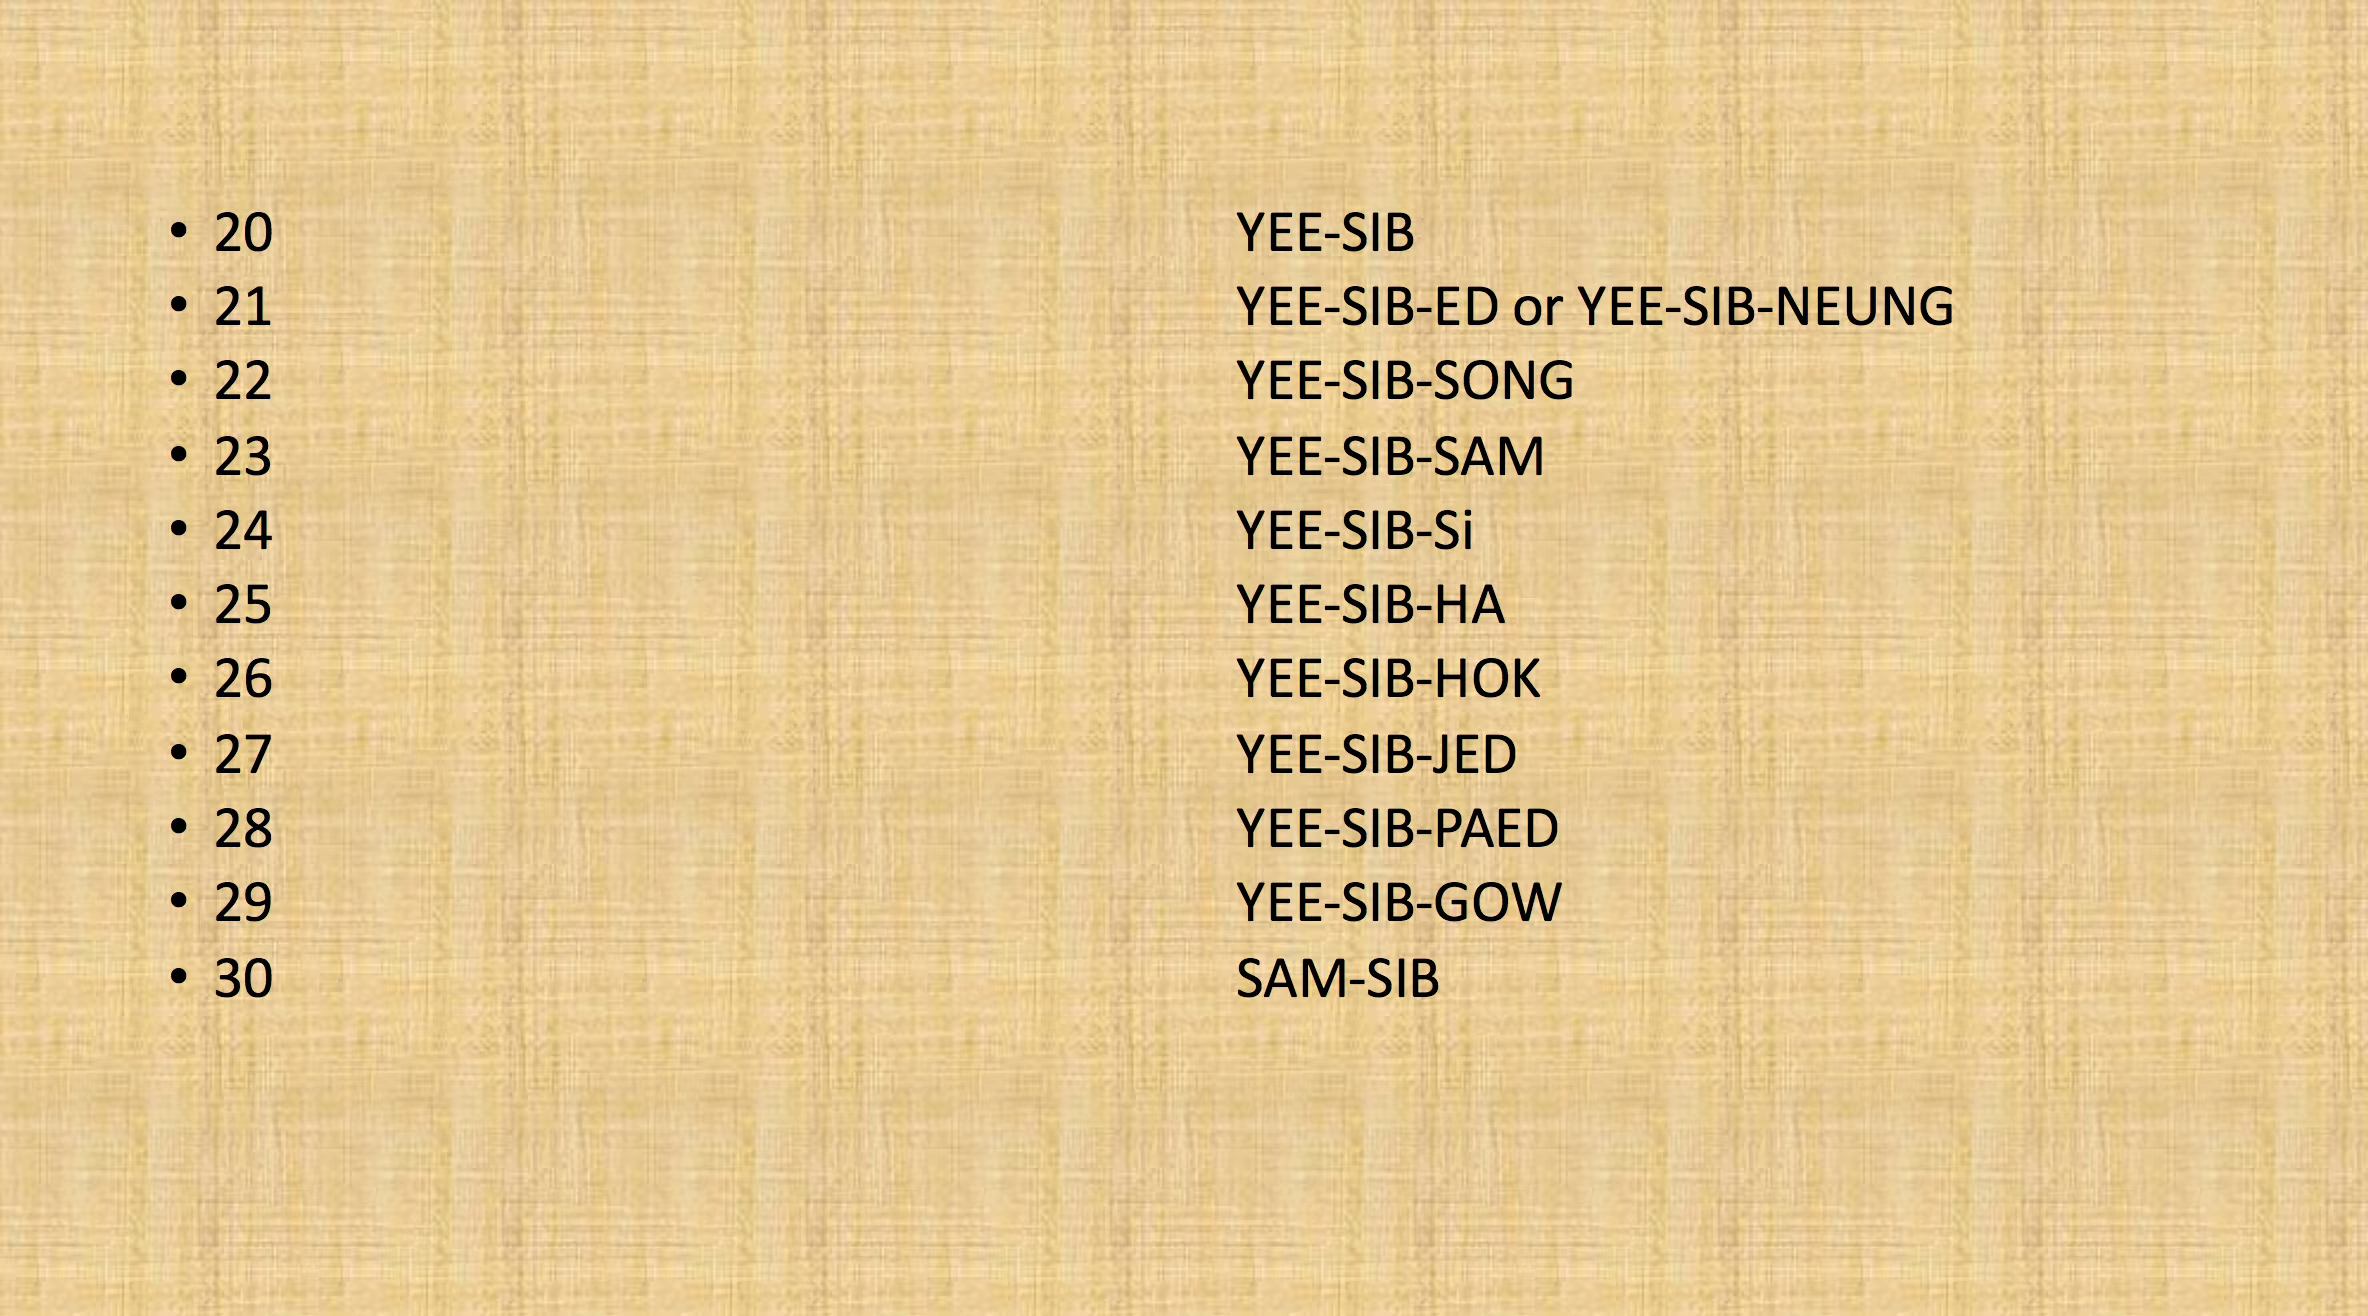 • 20 YEE-SIB
• 21 YEE-SIB-ED or YEE-SIB-NEUNG
• 22 YEE-SIB-SONG
• 23 YEE-SIB-SAM
• 24 YEE-SIB-Si
• 25 YEE-SIB-HA
• 26 YEE-SIB-HOK
• 27 YEE-SIB-JED
• 28 YEE-SIB-PAED
• 29 YEE-SIB-GOW
• 30 SAM-SIB